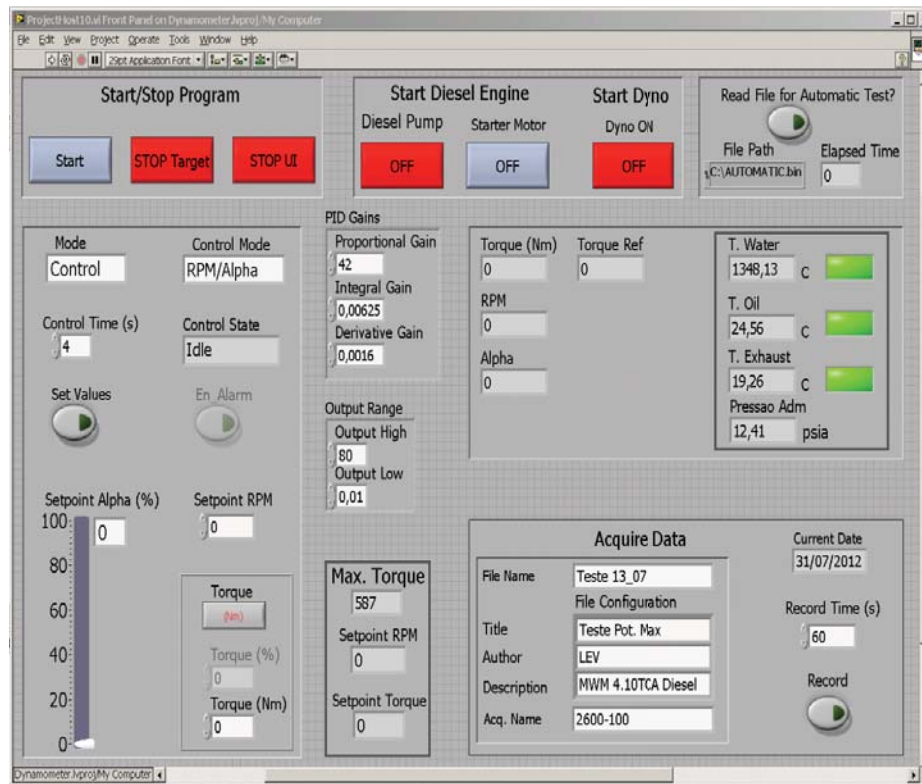 ProjectHost10.vi Front Panel on Dynamometer.lvproj/My Computer
File Edit View Project Operate Tools Window Help
29pt Application Font
Start/Stop Program
Start
STOP Target
STOP UI
Start Diesel Engine
Start Dyno
Diesel Pump
Starter Motor
Dyno ON
OFF
OFF
OFF
Read File for Automatic Test?
File Path
Elapsed Time
C:\AUTOMATIC.bin
0
Mode
Control Mode
Control
RPM/Alpha
Control Time (s)
Control State
4
Idle
Set Values
En_Alarm
Setpoint Alpha (%)
Setpoint RPM
100
0
0
80
60
40
20
0
Torque
(Nm)
Torque (%)
0
Torque (Nm)
0
PID Gains
Proportional Gain
42
Integral Gain
0,00625
Derivative Gain
0,0016
Output Range
Output High
80
Output Low
0,01
Max. Torque
587
Setpoint RPM
0
Setpoint Torque
0
Torque (Nm)
Torque Ref
0
0
RPM
0
Alpha
0
T. Water
1348,13 C
T. Oil
24,56 C
T. Exhaust
19,26 C
Pressao Adm
12,41 psia
Acquire Data
File Name Teste 13_07
File Configuration
Title Teste Pot. Max
Author LEV
Description MWM 4.10TCA Diesel
Acq. Name 2600-100
Current Date
31/07/2012
Record Time (s)
60
Record
Dynamometer.lvproj/My Computer